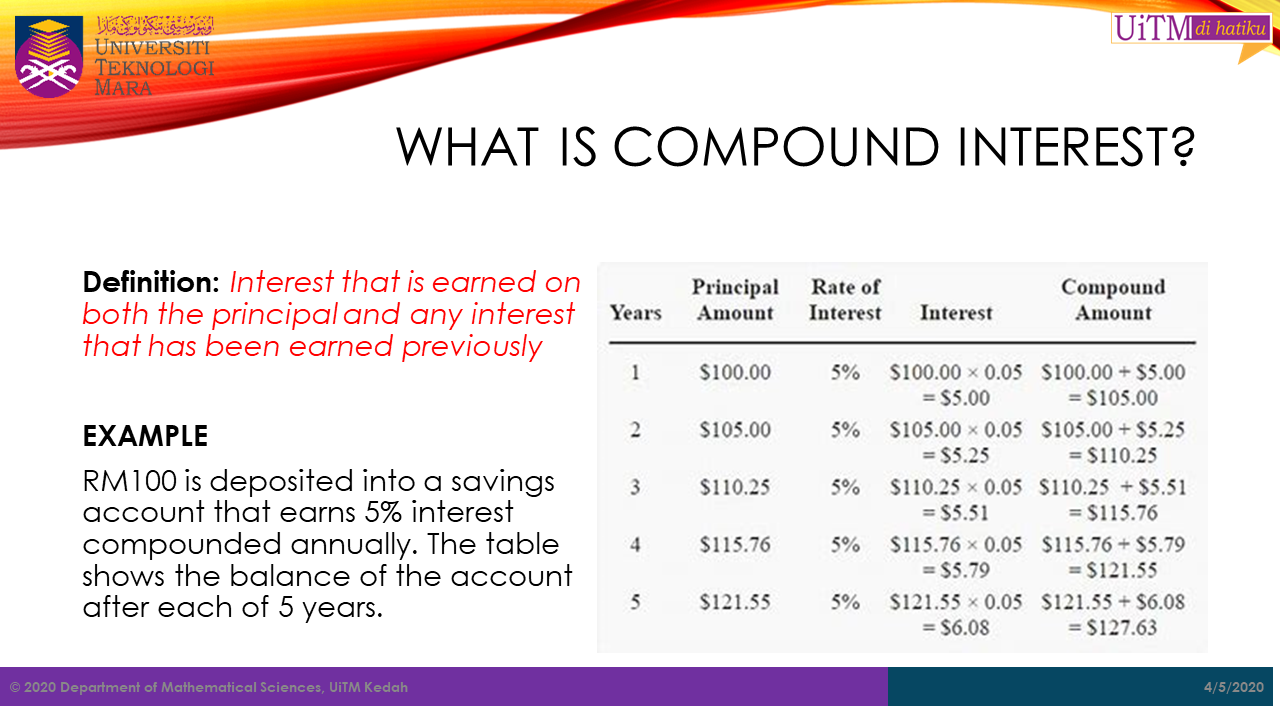 UNIVERSITI
TEKNOLOGI
MARA
UiTM di hatiku
WHAT IS COMPOUND INTEREST?
Definition: Interest that is earned on
both the principal and any interest
that has been earned previously
EXAMPLE
RM100 is deposited into a savings
account that earns 5% interest
compounded annually. The table
shows the balance of the account
after each of 5 years.
Principal Rate of Compound
Years Amount Interest Interest Amount
1 $100.00 5% $100.00 × 0.05 $100.00 + $5.00
= $5.00 = $105.00
2 $105.00 5% $105.00 × 0.05 $105.00 + $5.25
= $5.25 = $110.25
3 $110.25 5% $110.25 × 0.05 $110.25 + $5.51
= $5.51 = $115.76
4 $115.76 5% $115.76 × 0.05 $115.76 + $5.79
= $5.79 = $121.55
5 $121.55 5% $121.55 × 0.05 $121.55 + $6.08
= $6.08 = $127.63
© 2020 Department of Mathematical Sciences, UiTM Kedah
4/5/2020